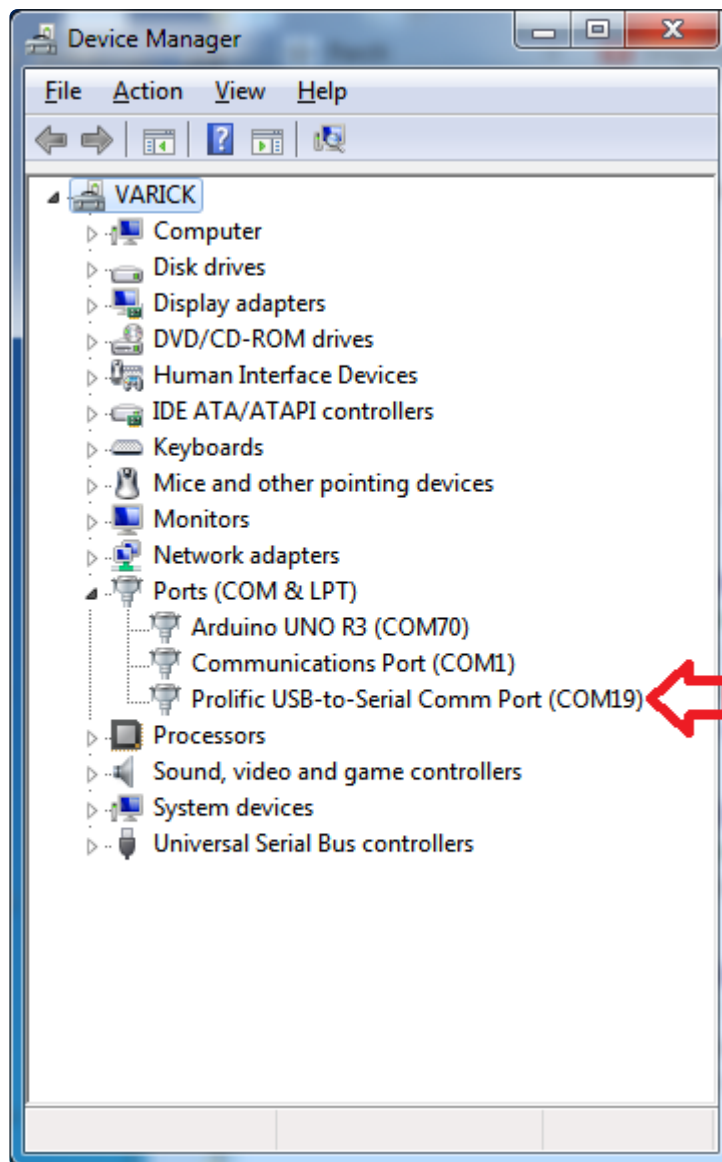 Device Manager
File Action View Help
VARICK
Computer
Disk drives
Display adapters
DVD/CD-ROM drives
Human Interface Devices
IDE ATA/ATAPI controllers
Keyboards
Mice and other pointing devices
Monitors
Network adapters
Ports (COM & LPT)
Arduino UNO R3 (COM70)
Communications Port (COM1)
Prolific USB-to-Serial Comm Port (COM19)
Processors
Sound, video and game controllers
System devices
Universal Serial Bus controllers